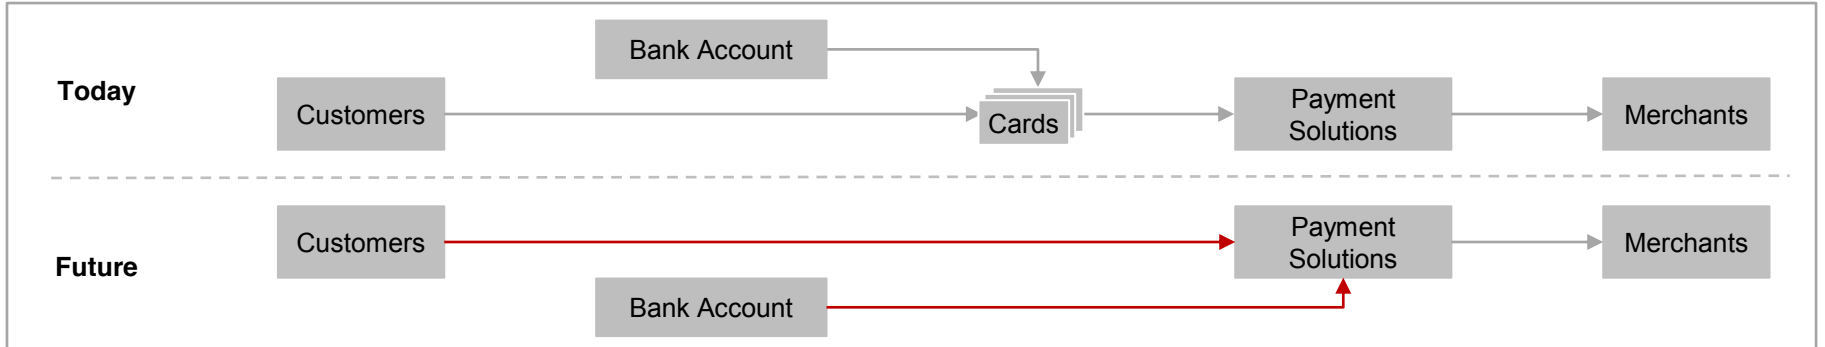 Bank Account
Today
Customers
Cards
Payment
Solutions
Merchants
Customers
Payment
Solutions
Merchants
Future
Bank Account